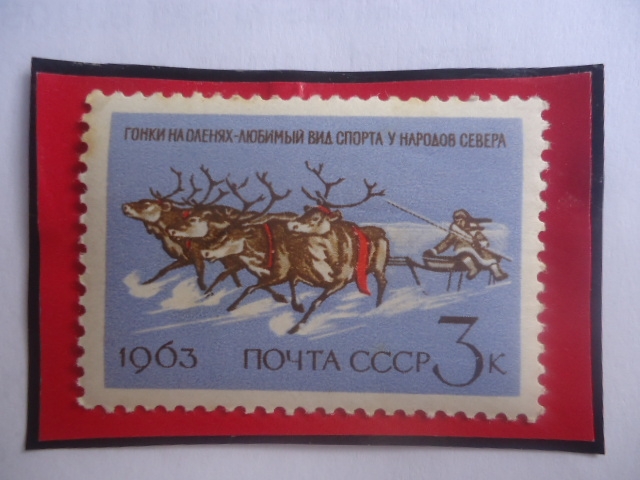 ГОНКИ НА ОЛЕНЯХ-ЛЮБИМЫЙ ВИД СПОРТА У НАРОДОВ СЕВЕРА
1963 ПОЧТА СССР 3 К